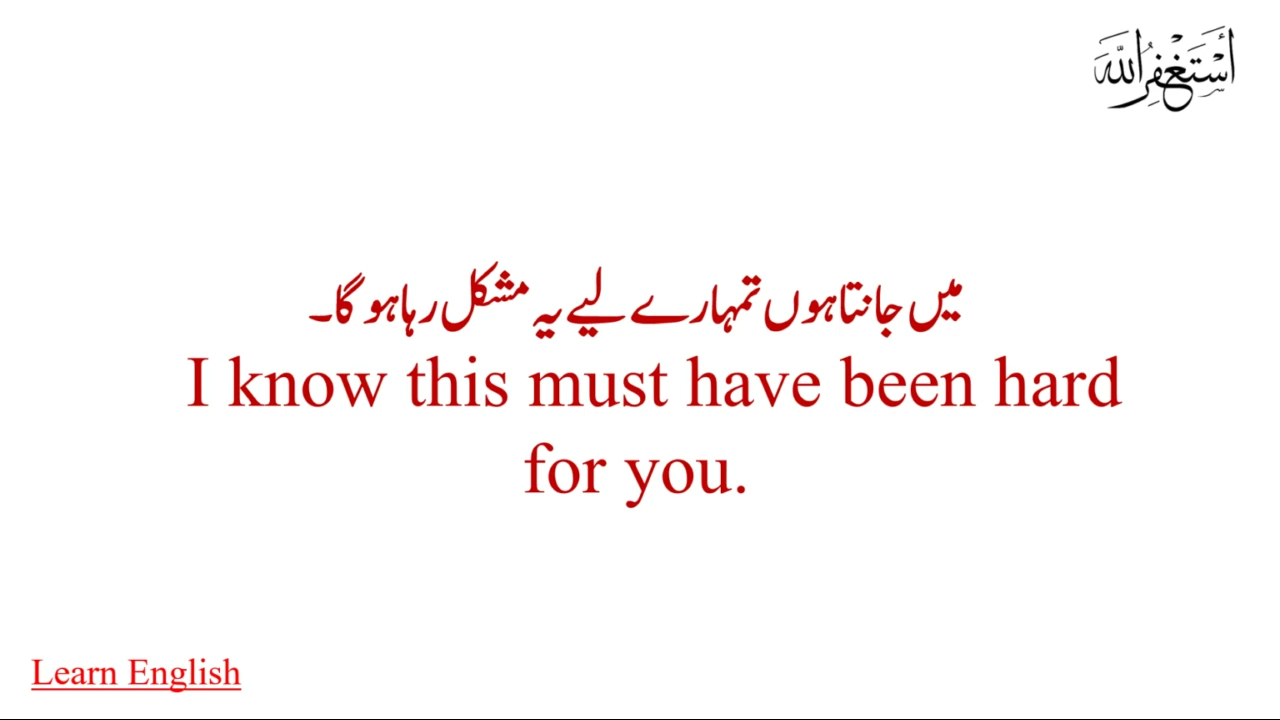 أَسْتَغْفِرُ اللّٰه
میں جانتا ہوں تمہارے لیے یہ مشکل رہا ہو گا۔
I know this must have been hard
for you.
Learn English